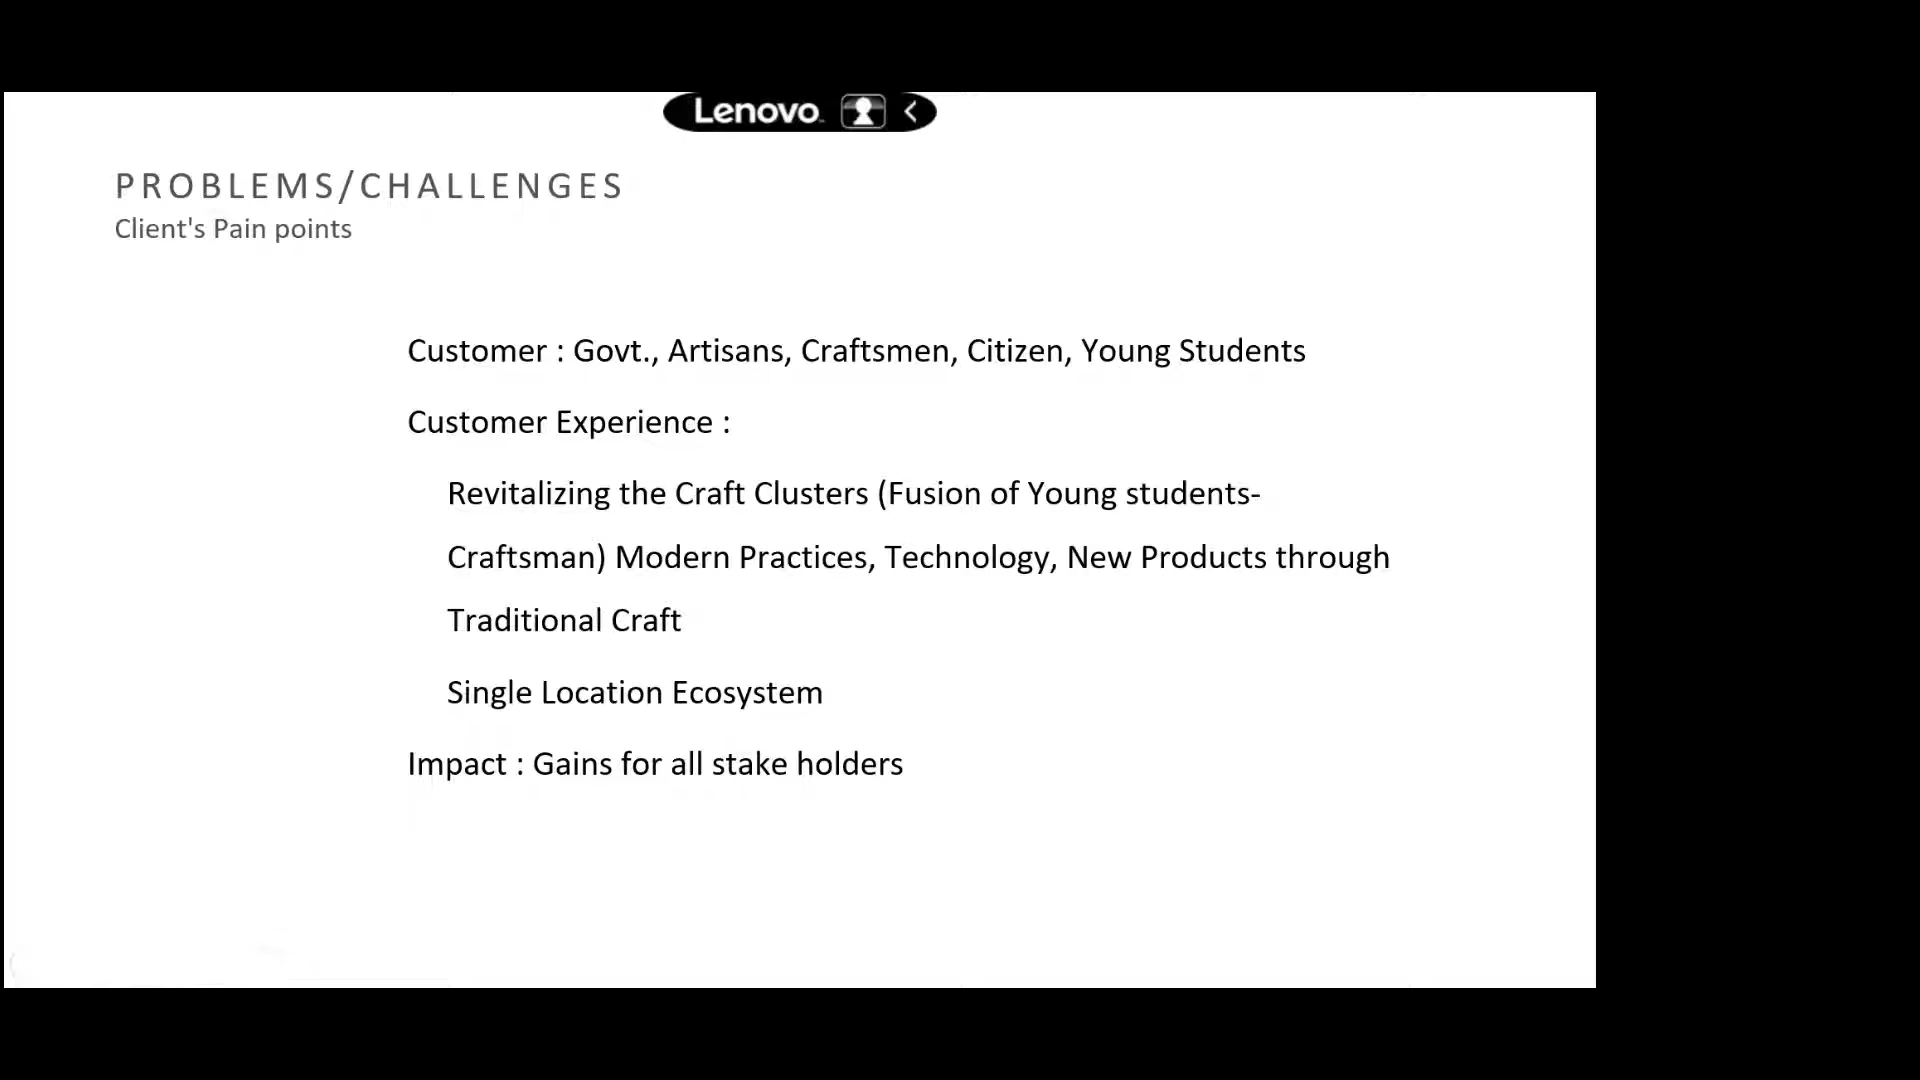 Lenovo
PROBLEMS/CHALLENGES
Client's Pain points
Customer : Govt., Artisans, Craftsmen, Citizen, Young Students
Customer Experience :
Revitalizing the Craft Clusters (Fusion of Young students-
Craftsman) Modern Practices, Technology, New Products through
Traditional Craft
Single Location Ecosystem
Impact : Gains for all stake holders